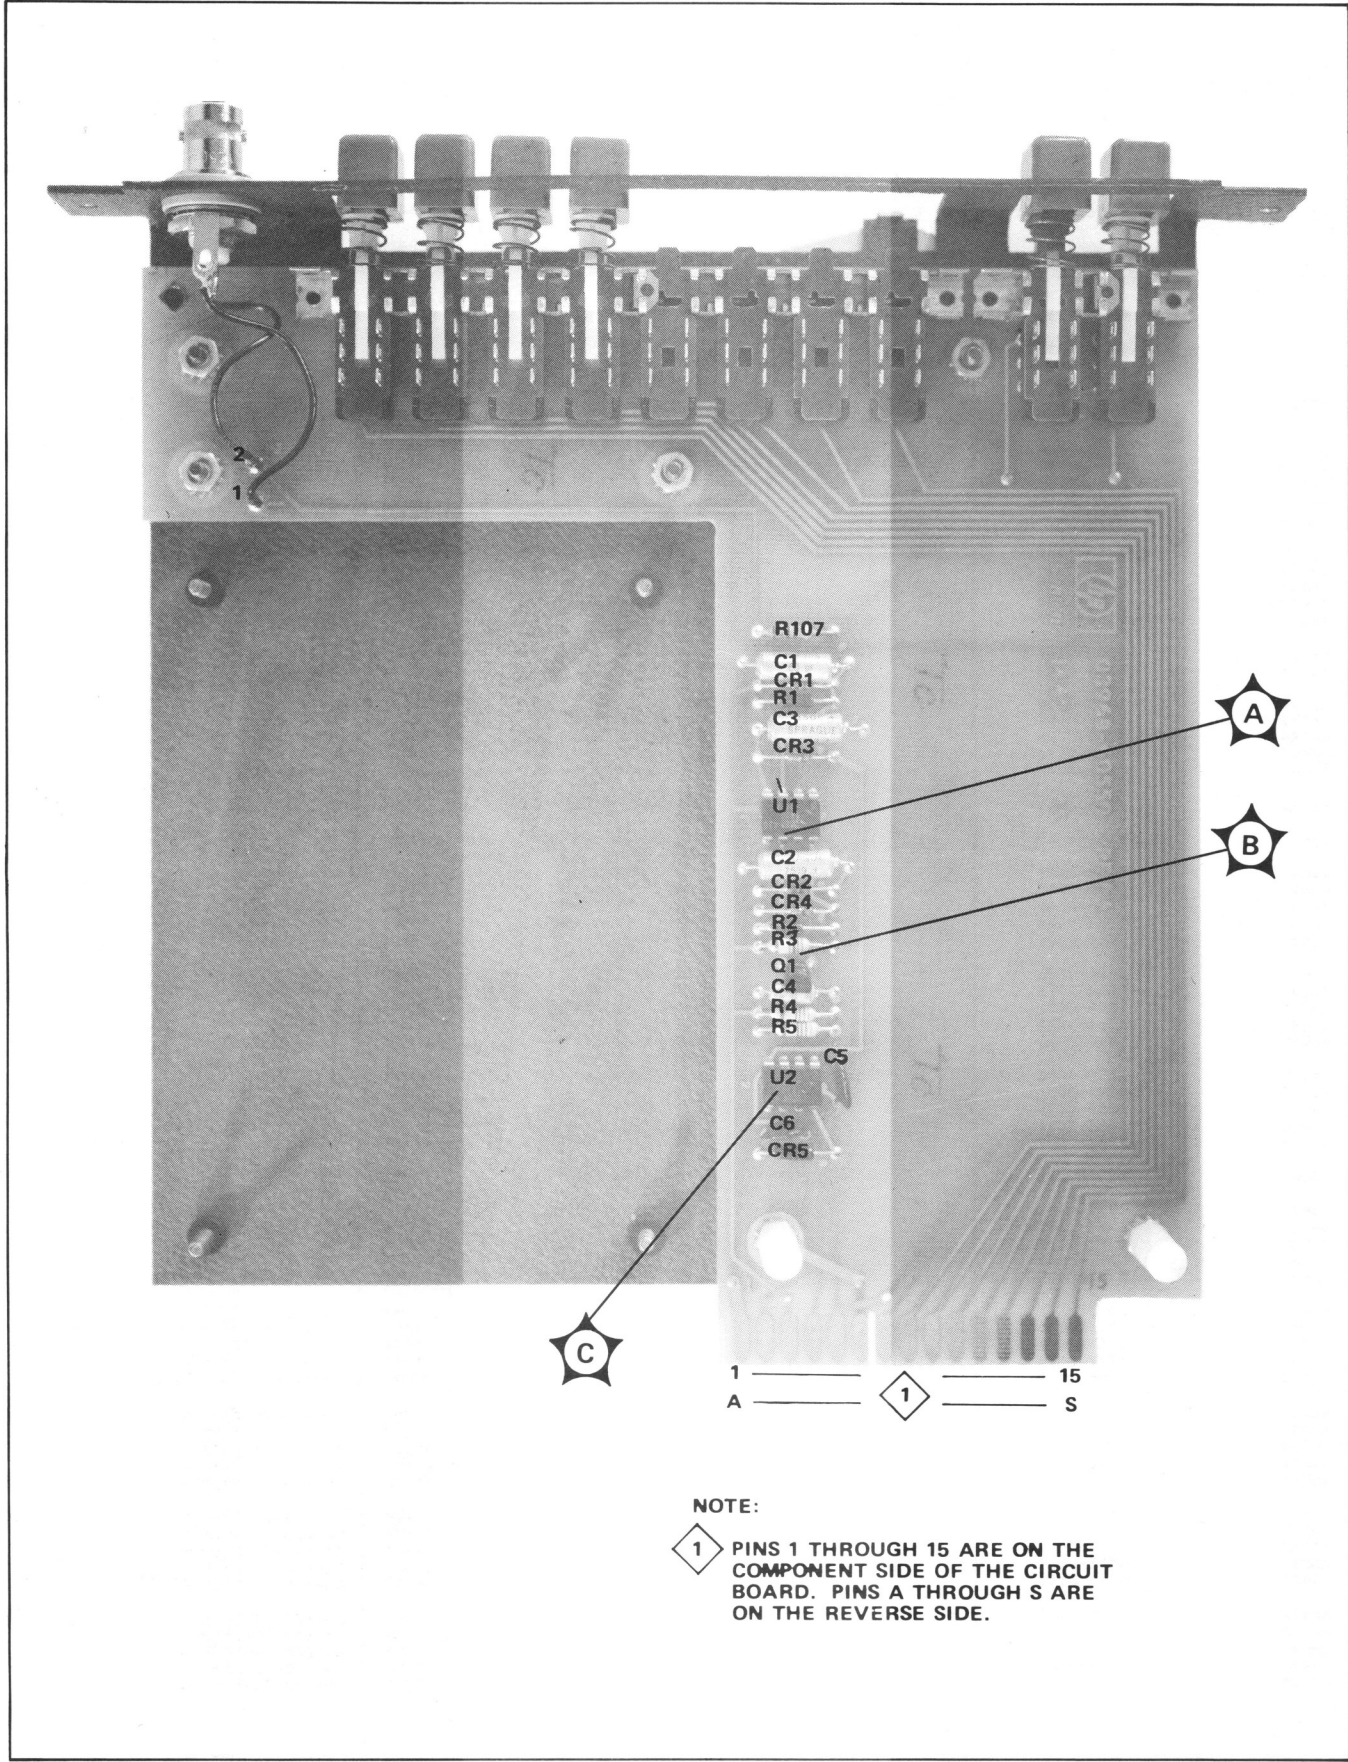 2
1
R107
C1
CR1
R1
C3
SPRAGUE
CR3
A
U1
B
C2
CR2
CR4
R2
R3
Q1
C4
R4
R5
C5
U2
C6
CR5
15
C
1 15
1
A S
NOTE:
1 PINS 1 THROUGH 15 ARE ON THE
COMPONENT SIDE OF THE CIRCUIT
BOARD. PINS A THROUGH S ARE
ON THE REVERSE SIDE.